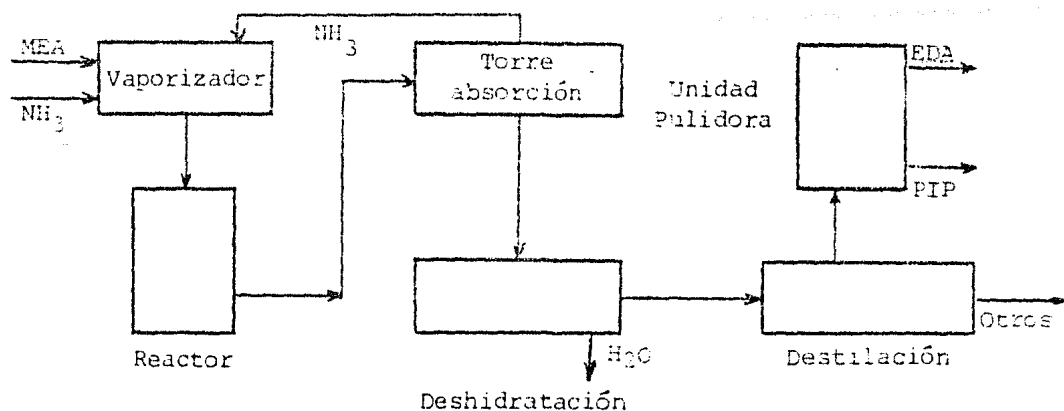 MEA
NH3
Vaporizador
NH3
Torre
absorción
Unidad
Pulidora
EDA
PIP
Reactor
H2O
Deshidratación
Destilación
Otros